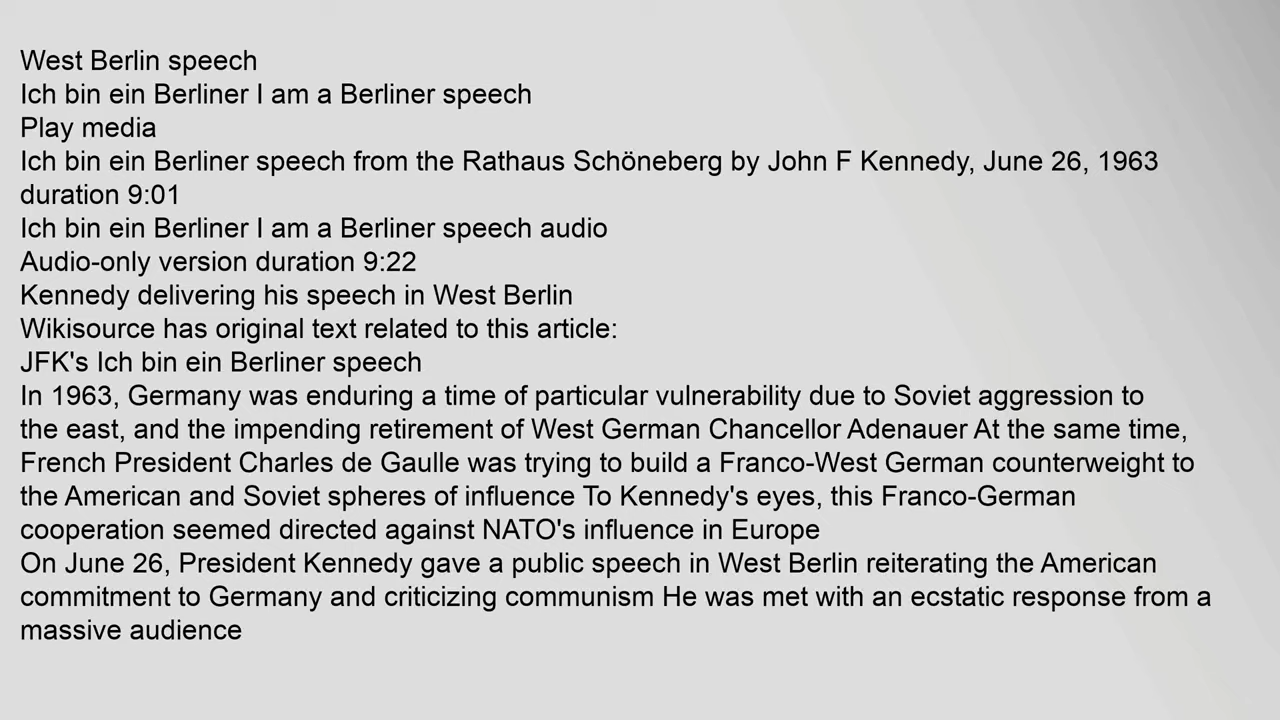 West Berlin speech
Ich bin ein Berliner I am a Berliner speech
Play media
Ich bin ein Berliner speech from the Rathaus Schöneberg by John F Kennedy, June 26, 1963
duration 9:01
Ich bin ein Berliner I am a Berliner speech audio
Audio-only version duration 9:22
Kennedy delivering his speech in West Berlin
Wikisource has original text related to this article:
JFK's Ich bin ein Berliner speech
In 1963, Germany was enduring a time of particular vulnerability due to Soviet aggression to
the east, and the impending retirement of West German Chancellor Adenauer At the same time,
French President Charles de Gaulle was trying to build a Franco-West German counterweight to
the American and Soviet spheres of influence To Kennedy's eyes, this Franco-German
cooperation seemed directed against NATO's influence in Europe
On June 26, President Kennedy gave a public speech in West Berlin reiterating the American
commitment to Germany and criticizing communism He was met with an ecstatic response from a
massive audience